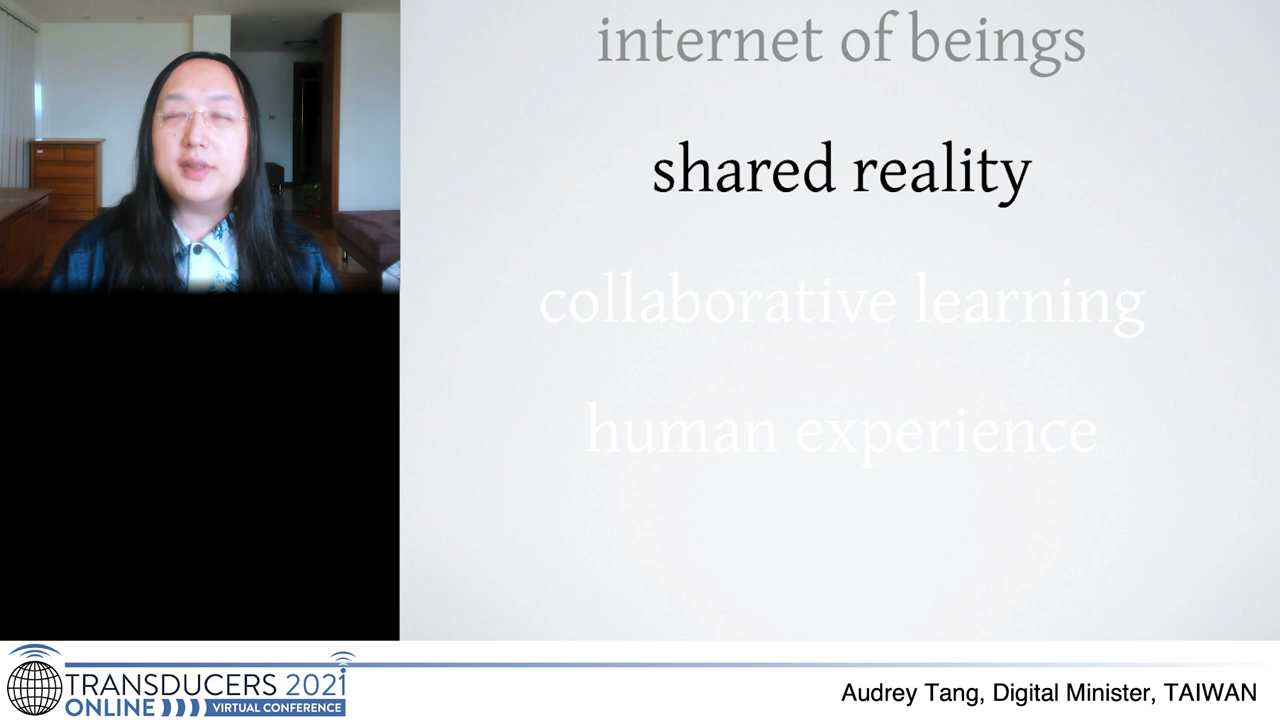 internet of beings
shared reality
collaborative learning
human experience
TRANSDUCERS 2021
ONLINE VIRTUAL CONFERENCE
Audrey Tang, Digital Minister, TAIWAN